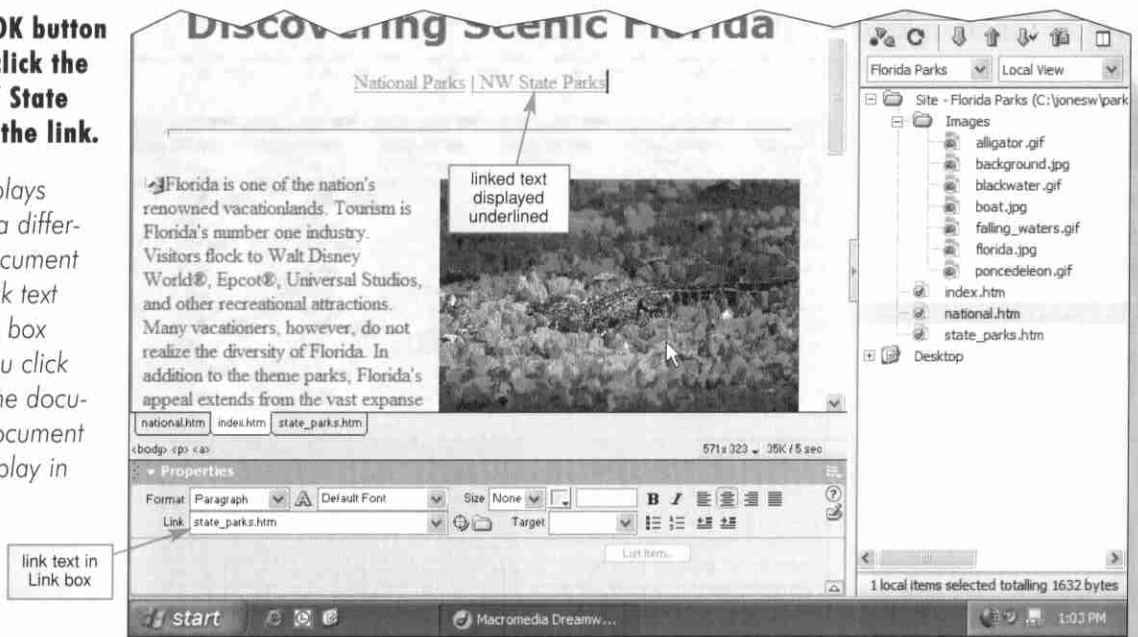 OK button
click the
State
the link.
plays
a differ-
cument
k text
box
u click
he docu-
ocument
play in
Discovering Scenic Florida
National Parks | NW State Parks
linked text
displayed
underlined
Florida is one of the nation's
renowned vacationlands. Tourism is
Florida's number one industry.
Visitors flock to Walt Disney
World®, Epcot®, Universal Studios,
and other recreational attractions.
Many vacationers, however, do not
realize the diversity of Florida. In
addition to the theme parks, Florida's
appeal extends from the vast expanse
national.htm index.htm state_parks.htm
<body> <p> <a>
571 x 323 35K / 5 sec
Properties
Format Paragraph A Default Font Size None B I
Link state_parks.htm Target
List Item...
link text in
Link box
start
Macromedia Dreamw...
1:03 PM
Florida Parks Local View
Site - Florida Parks (C:\jonesw\park
Images
alligator.gif
background.jpg
blackwater.gif
boat.jpg
falling_waters.gif
florida.jpg
poncedeleon.gif
index.htm
national.htm
state_parks.htm
Desktop
1 local items selected totalling 1632 bytes